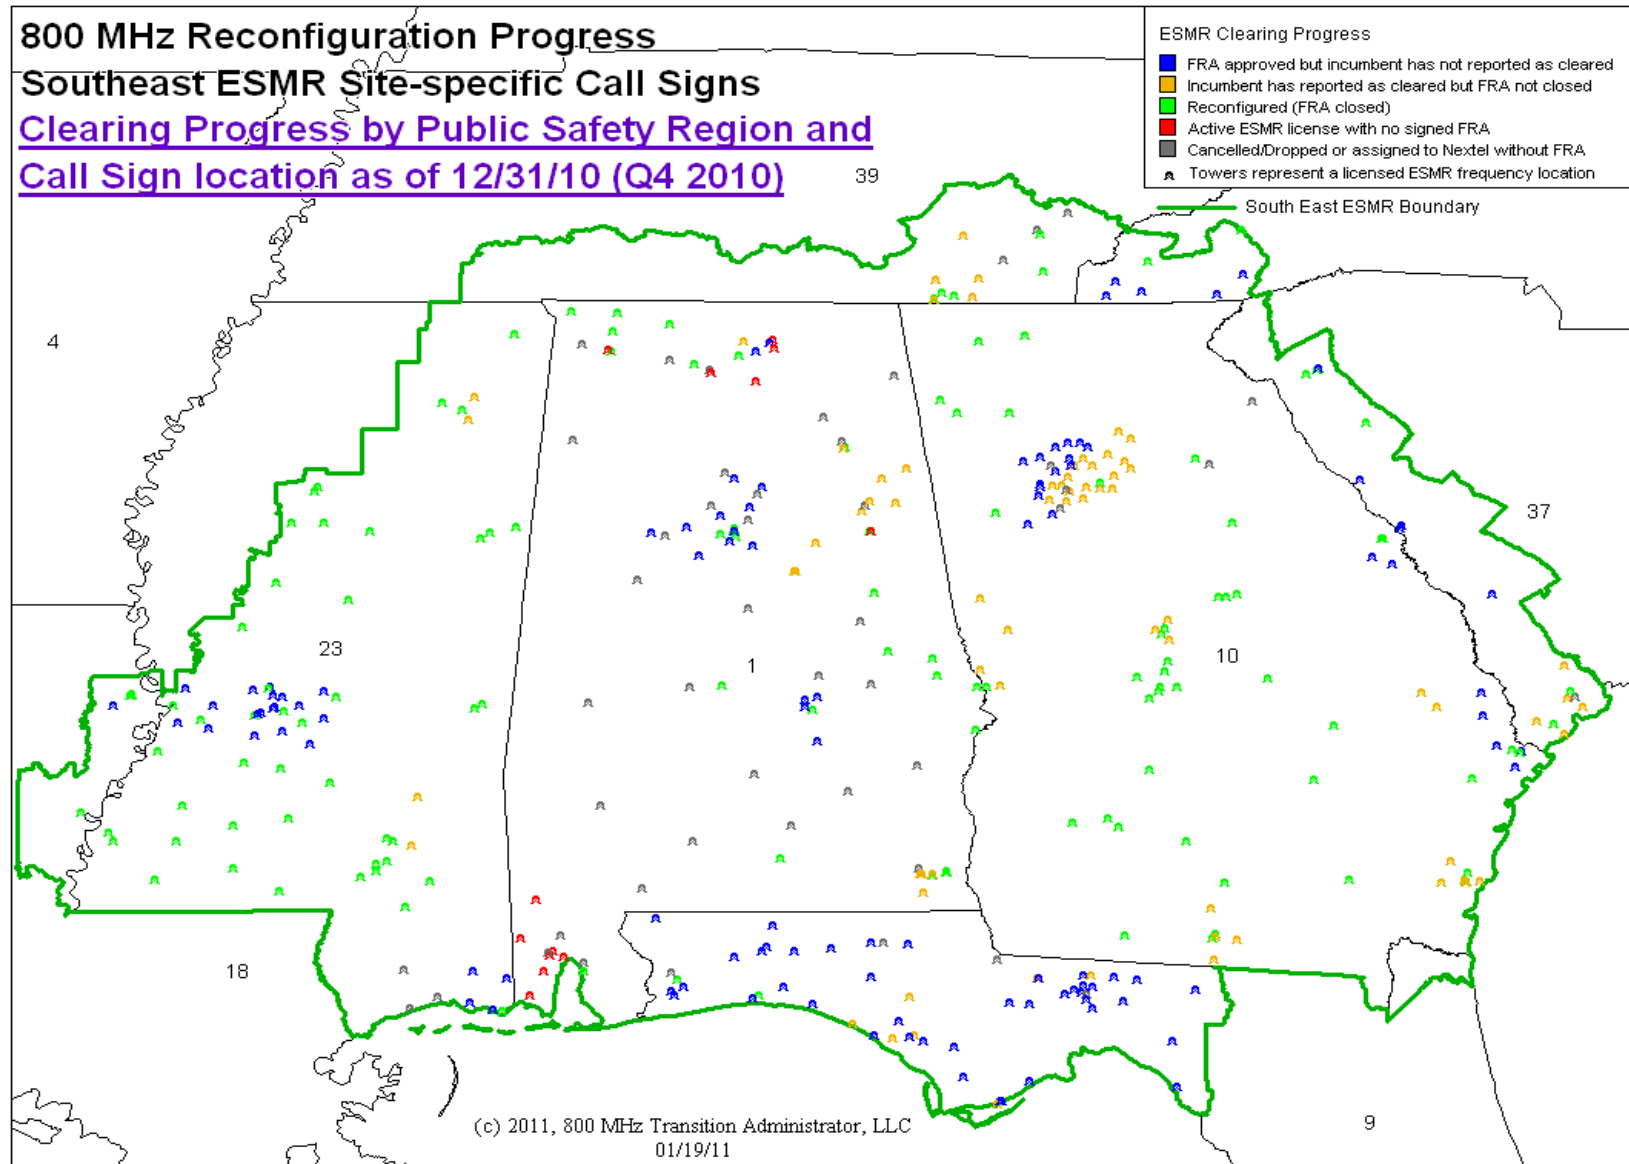 800 MHz Reconfiguration Progress
Southeast ESMR Site-specific Call Signs
Clearing Progress by Public Safety Region and
Call Sign location as of 12/31/10 (Q4 2010)
ESMR Clearing Progress
FRA approved but incumbent has not reported as cleared
Incumbent has reported as cleared but FRA not closed
Reconfigured (FRA closed)
Active ESMR license with no signed FRA
Cancelled/Dropped or assigned to Nextel without FRA
Towers represent a licensed ESMR frequency location
South East ESMR Boundary
39
4
37
23
1
10
18
9
(c) 2011, 800 MHz Transition Administrator, LLC
01/19/11